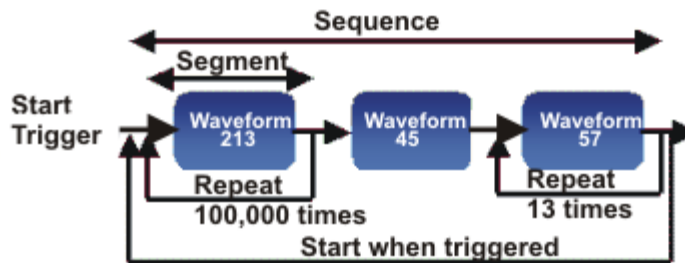 Sequence
Segment
Start
Trigger
Waveform
213
Waveform
45
Waveform
57
Repeat
100,000 times
Repeat
13 times
Start when triggered